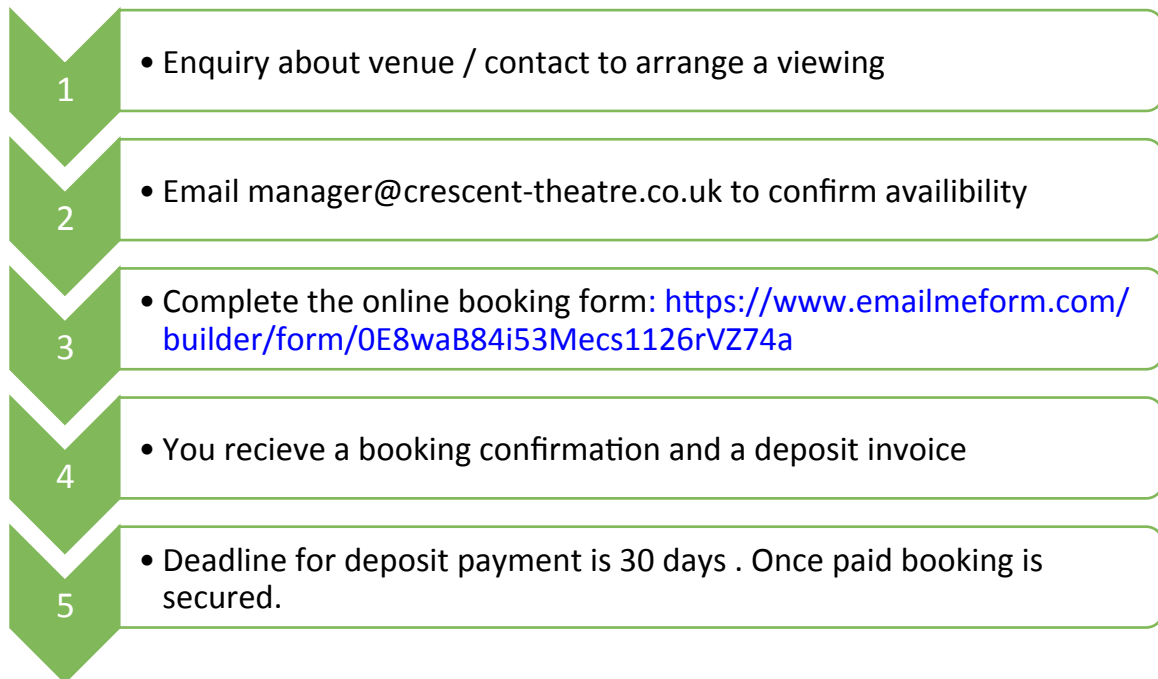 1
• Enquiry about venue / contact to arrange a viewing
2
• Email manager@crescent-theatre.co.uk to confirm availibility
3
• Complete the online booking form: https://www.emailmeform.com/
builder/form/0E8waB84i53Mecs1126rVZ74a
4
• You recieve a booking confirmation and a deposit invoice
5
• Deadline for deposit payment is 30 days . Once paid booking is
secured.